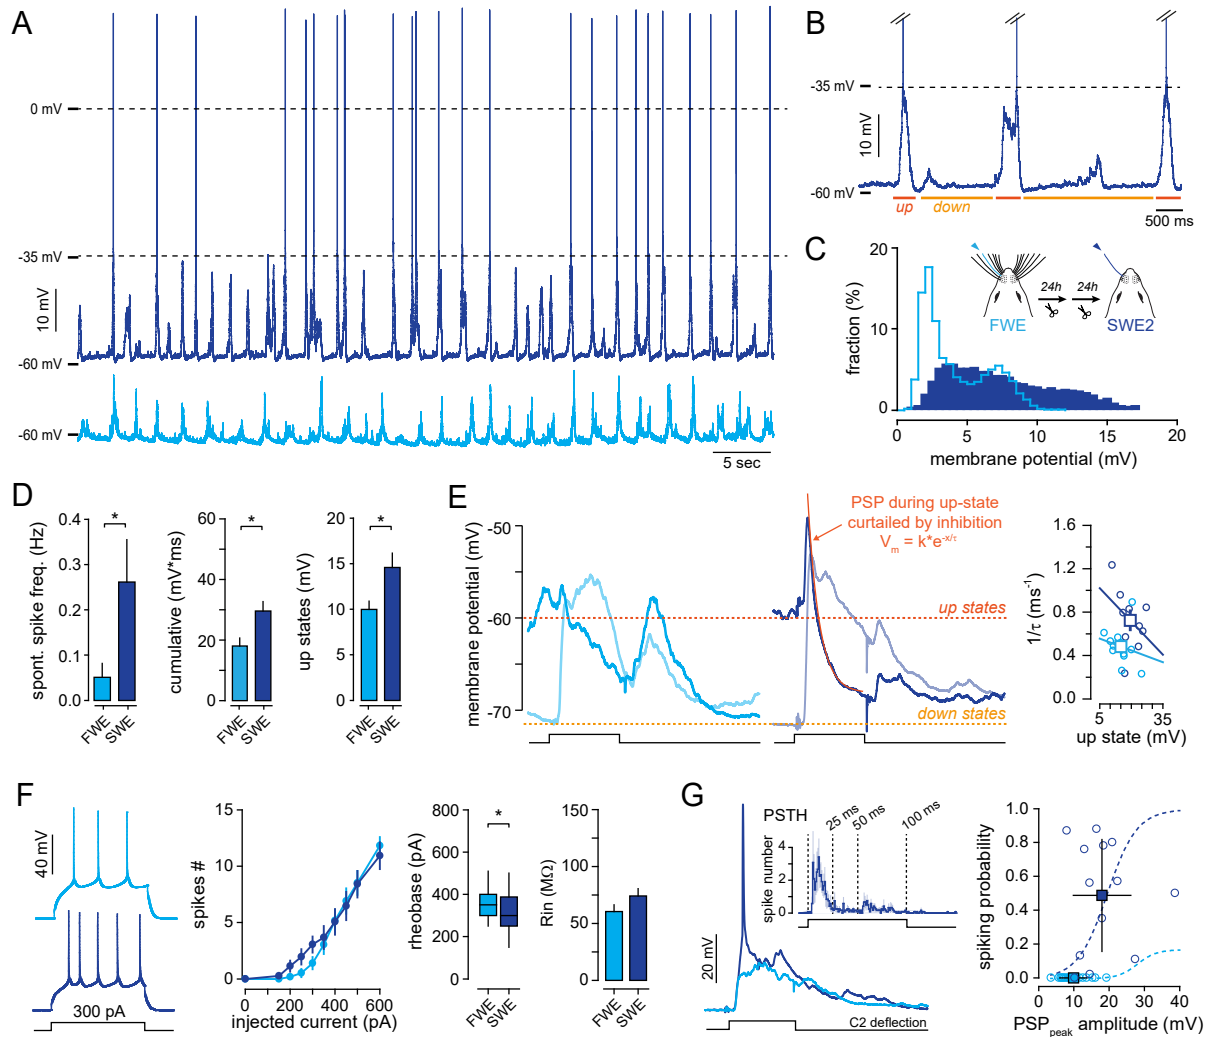 A
0 mV
-35 mV
10 mV
-60 mV
-60 mV
5 sec
B
-35 mV
10 mV
-60 mV
up
down
500 ms
C
20
10
0
fraction (%)
24h
24h
FWE
SWE2
0
5
10
15
20
membrane potential (mV)
D
0.4
0.3
0.2
0.1
0.0
spont. spike freq. (Hz)
*
FWE
SWE
60
40
20
0
cumulative (mV*ms)
*
FWE
SWE
20
15
10
5
0
up states (mV)
*
FWE
SWE
E
-50
-60
-70
membrane potential (mV)
PSP during up-state
curtailed by inhibition
Vm = k*e-x/τ
up states
down states
1.6
1.2
0.8
0.4
0.0
1/τ (ms-1)
5
35
up state (mV)
F
40 mV
300 pA
15
10
5
0
spikes #
0
200
400
600
injected current (pA)
800
600
400
200
0
rheobase (pA)
*
FWE
SWE
150
100
50
0
Rin (MΩ)
FWE
SWE
G
20 mV
PSTH
25 ms
50 ms
100 ms
4
2
0
spike number
C2 deflection
1.0
0.8
0.6
0.4
0.2
0.0
spiking probability
0
10
20
30
40
PSPpeak amplitude (mV)